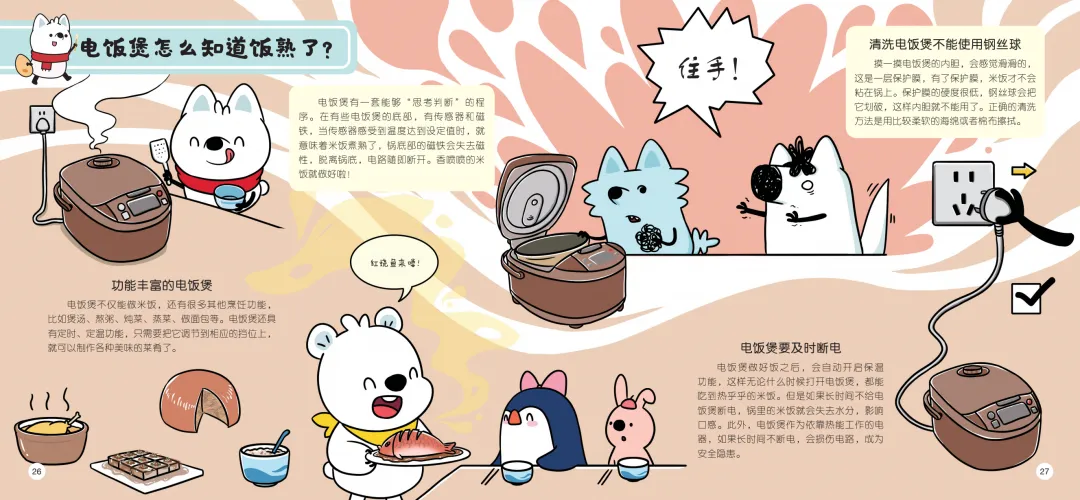 电饭煲怎么知道饭熟了?
电饭煲有一套能够“思考判断”的程
序。在有些电饭煲的底部，有传感器和磁
铁，当传感器感受到温度达到设定值时，就
意味着米饭煮熟了，锅底部的磁铁会失去磁
性，脱离锅底，电路随即断开。香喷喷的米
饭就做好啦！
功能丰富的电饭煲
电饭煲不仅能做米饭，还有很多其他烹饪功能，
比如煲汤、熬粥、炖菜、蒸菜、做面包等。电饭煲还具
有定时、定温功能，只需要把它调节到相应的挡位上，
就可以制作各种美味的菜肴了。
红烧鱼来喽！
26
住手！
清洗电饭煲不能使用钢丝球
摸一摸电饭煲的内胆，会感觉滑滑的，
这是一层保护膜，有了保护膜，米饭才不会
粘在锅上。保护膜的硬度很低，钢丝球会把
它划破，这样内胆就不能用了。正确的清洗
方法是用比较柔软的海绵或者棉布擦拭。
电饭煲要及时断电
电饭煲做好饭之后，会自动开启保温
功能，这样无论什么时候打开电饭煲，都能
吃到热乎乎的米饭。但是如果长时间不给电
饭煲断电，锅里的米饭就会失去水分，影响
口感。此外，电饭煲作为依靠热能工作的电
器，如果长时间不断电，会损伤电路，成为
安全隐患。
27